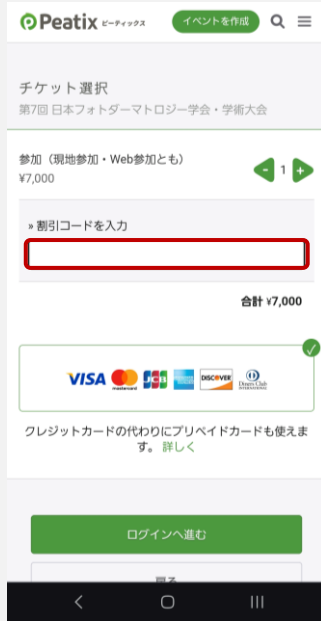 Peatix ピーティックス
イベントを作成
チケット選択
第7回 日本フォトダーマトロジー学会・学術大会
参加（現地参加・Web参加とも）
¥7,000
- 1 +
» 割引コードを入力
合計 ¥7,000
VISA mastercard JCB DISCOVER Diners Club INTERNATIONAL
クレジットカードの代わりにプリペイドカードも使えま
す。 詳しく
ログインへ進む